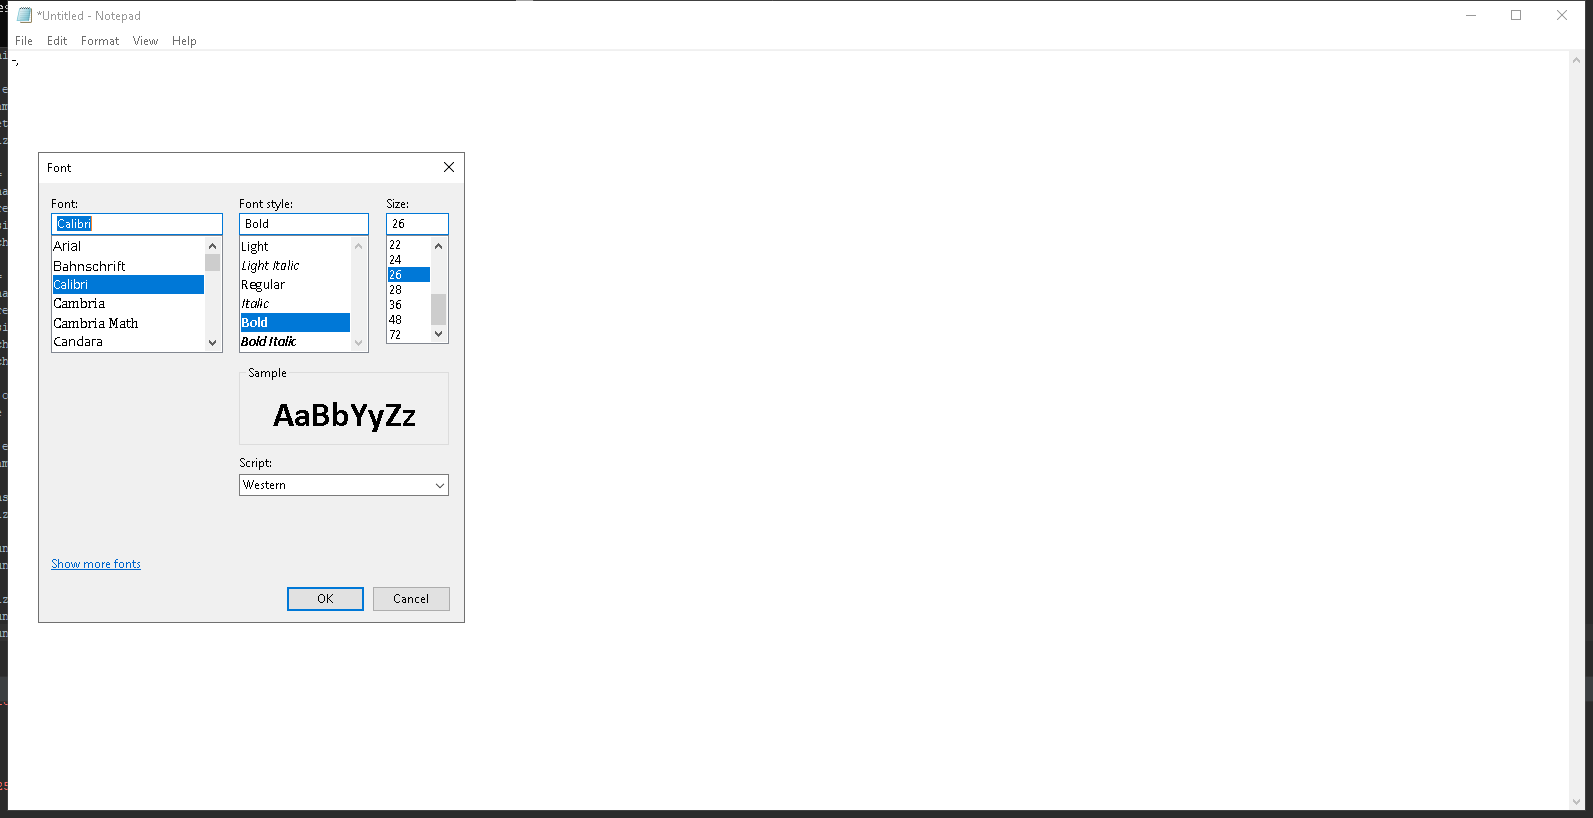 *Untitled - Notepad
File Edit Format View Help
-,
Font
Font: Font style: Size:
Calibri Bold 26
Arial Light 22
Bahnschrift Light Italic 24
Calibri Regular 26
Cambria Italic 28
Cambria Math Bold 36
Candara Bold Italic 48
72
Sample
AaBbYyZz
Script:
Western
Show more fonts
OK Cancel